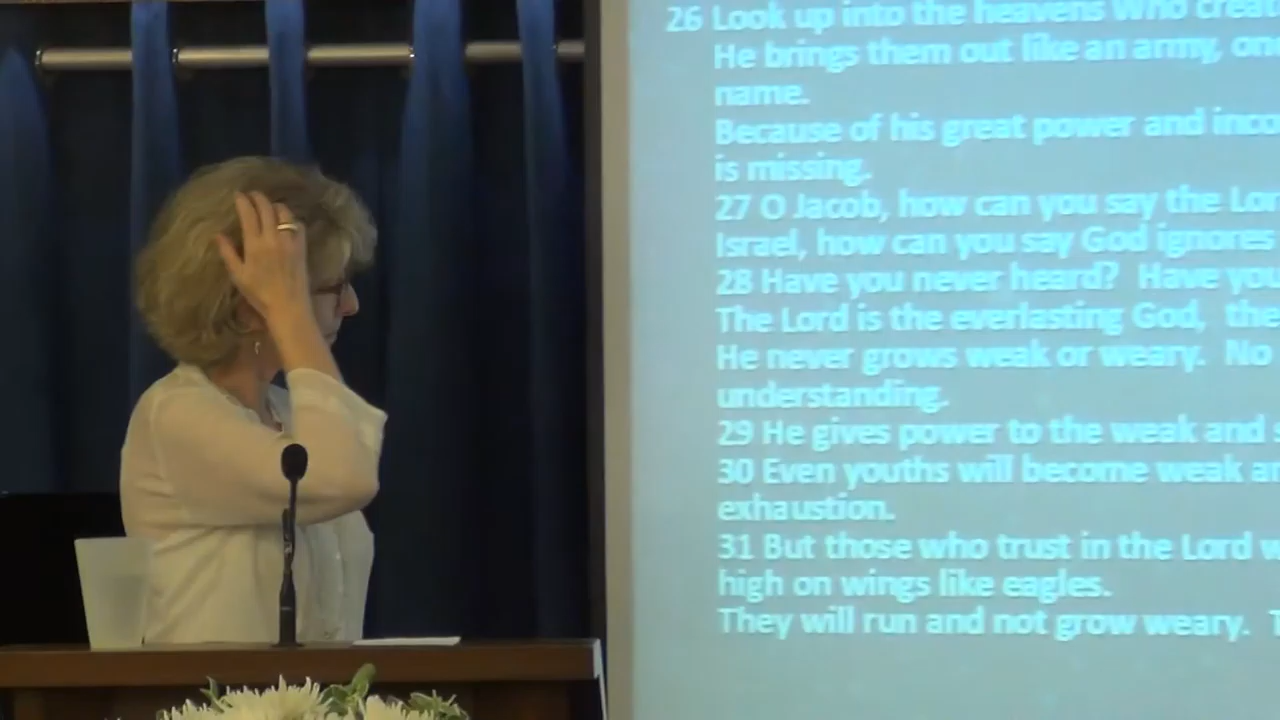 26 Look up into the heavens Who
He brings them out like an army,
name.
Because of his great power and
is missing.
27 O Jacob, how can you say the
Israel, how can you say God ignores
28 Have you never heard? Have you
The Lord is the everlasting God, the
He never grows weak or weary. No
understanding.
29 He gives power to the weak and
30 Even youths will become weak
exhaustion.
31 But those who trust in the Lord
high on wings like eagles.
They will run and not grow weary.